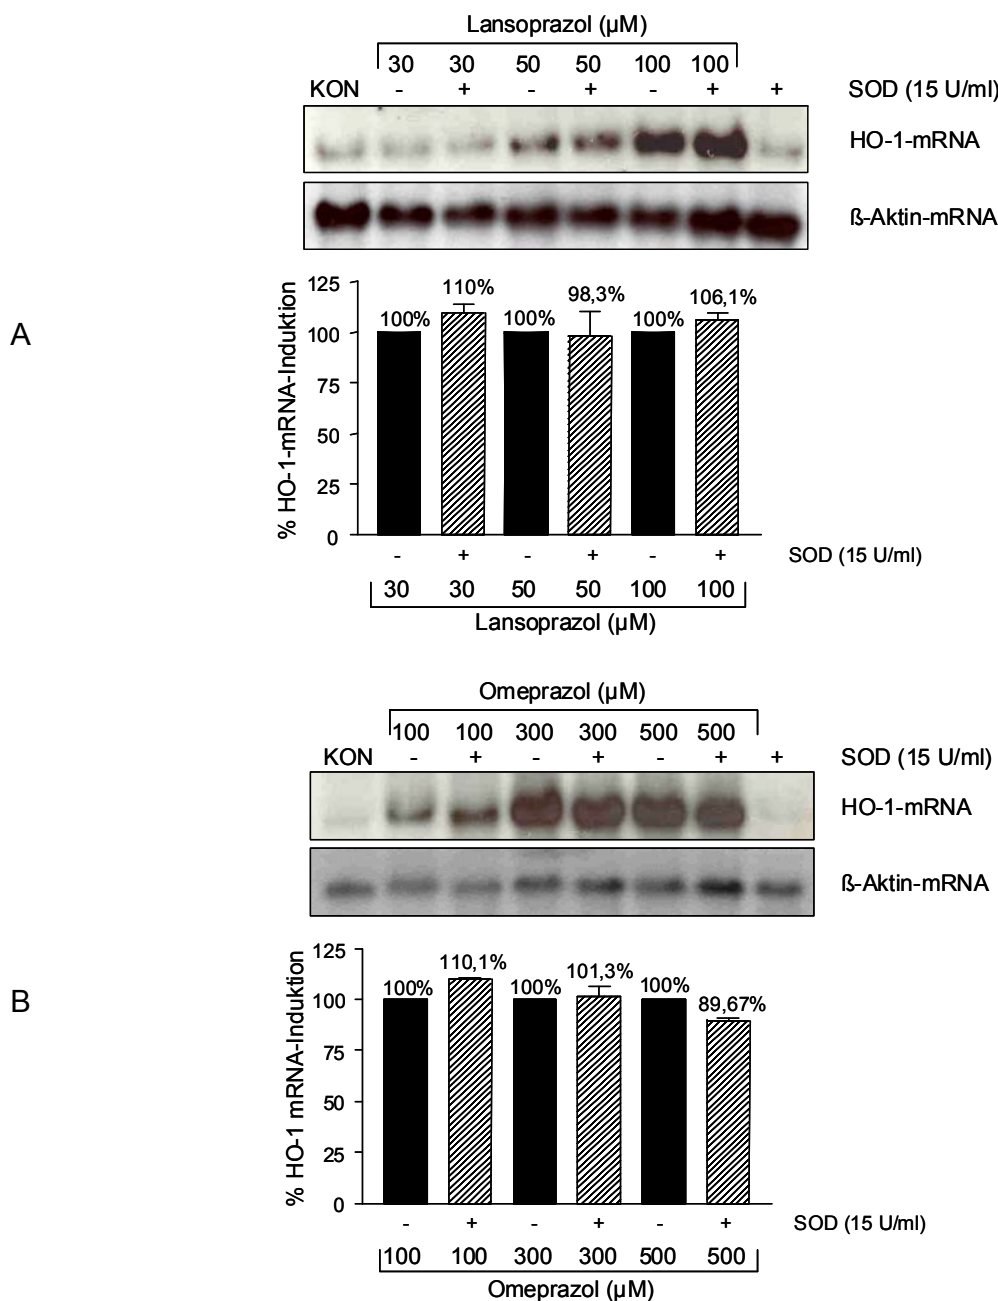 Lansoprazol (µM)
30 30 50 50 100 100
KON - + - + - + + SOD (15 U/ml)
HO-1-mRNA
ß-Aktin-mRNA
A
% HO-1-mRNA-Induktion
125
100
75
50
25
0
100% 110% 100% 98,3% 100% 106,1%
- + - + - + SOD (15 U/ml)
30 30 50 50 100 100
Lansoprazol (µM)
Omeprazol (µM)
100 100 300 300 500 500
KON - + - + - + + SOD (15 U/ml)
HO-1-mRNA
ß-Aktin-mRNA
B
% HO-1 mRNA-Induktion
125
100
75
50
25
0
100% 110,1% 100% 101,3% 100% 89,67%
- + - + - + SOD (15 U/ml)
100 100 300 300 500 500
Omeprazol (µM)